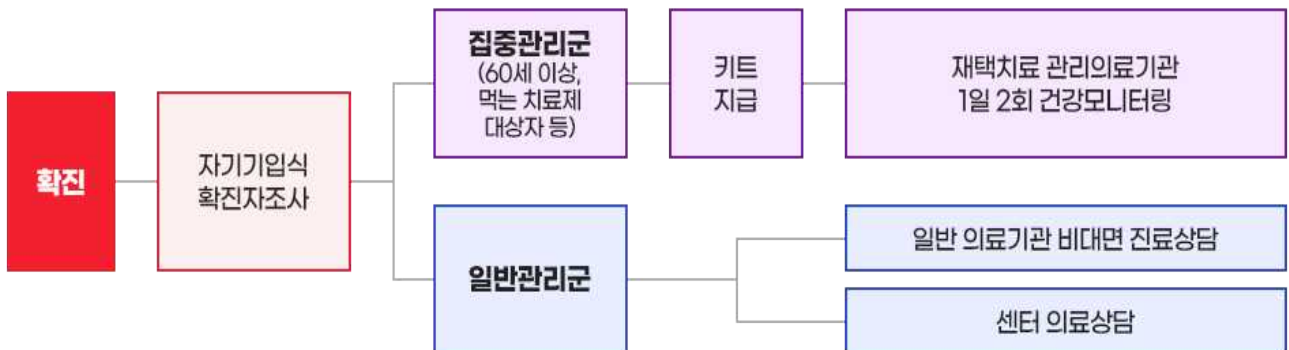 확진
자기기입식
확진자조사
집중관리군
(60세 이상,
먹는 치료제
대상자 등)
키트
지급
재택치료 관리의료기관
1일 2회 건강모니터링
일반관리군
일반 의료기관 비대면 진료상담
센터 의료상담